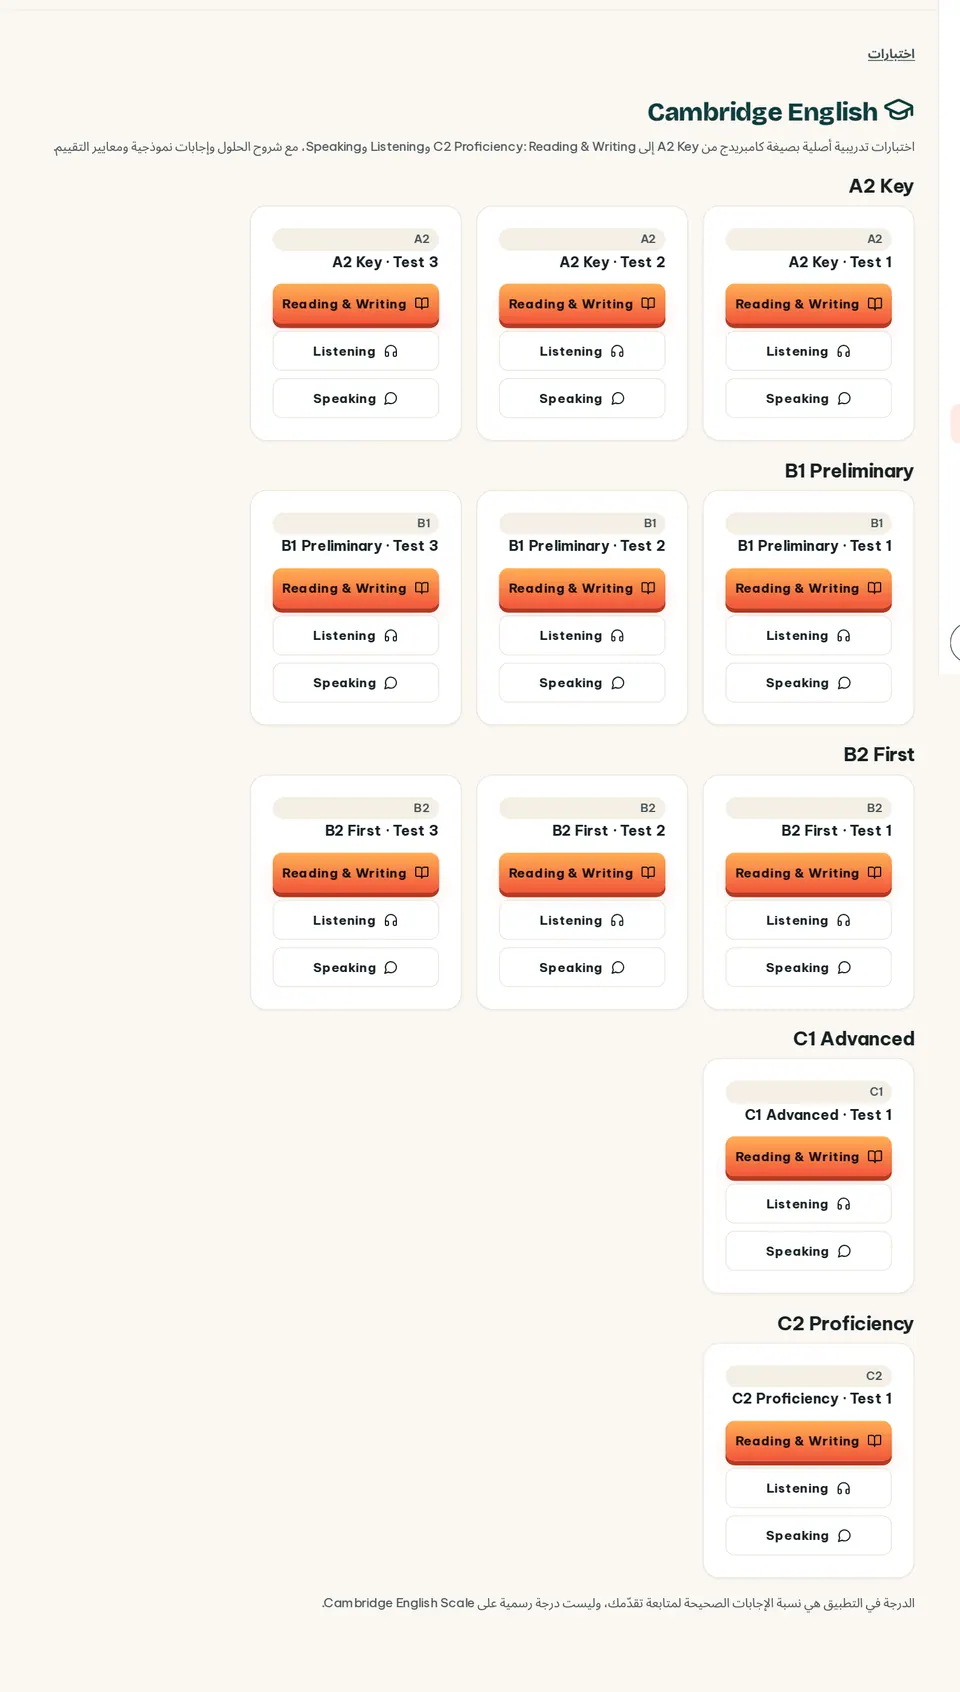 اختبارات
Cambridge English
اختبارات تدريبية أصلية بصيغة كامبريدج من A2 Key إلى C2 Proficiency: Reading & Writing وListening وSpeaking، مع شروح الحلول وإجابات نموذجية ومعايير التقييم.
A2 Key
A2
A2 Key · Test 1
Reading & Writing
Listening
Speaking
A2
A2 Key · Test 2
Reading & Writing
Listening
Speaking
A2
A2 Key · Test 3
Reading & Writing
Listening
Speaking
B1 Preliminary
B1
B1 Preliminary · Test 1
Reading & Writing
Listening
Speaking
B1
B1 Preliminary · Test 2
Reading & Writing
Listening
Speaking
B1
B1 Preliminary · Test 3
Reading & Writing
Listening
Speaking
B2 First
B2
B2 First · Test 1
Reading & Writing
Listening
Speaking
B2
B2 First · Test 2
Reading & Writing
Listening
Speaking
B2
B2 First · Test 3
Reading & Writing
Listening
Speaking
C1 Advanced
C1
C1 Advanced · Test 1
Reading & Writing
Listening
Speaking
C2 Proficiency
C2
C2 Proficiency · Test 1
Reading & Writing
Listening
Speaking
الدرجة في التطبيق هي نسبة الإجابات الصحيحة لمتابعة تقدّمك، وليست درجة رسمية على Cambridge English Scale.